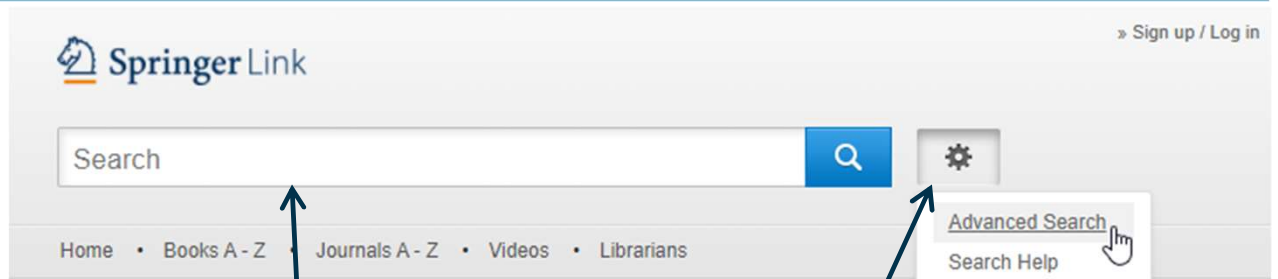 » Sign up / Log in
Springer Link
Search
Advanced Search
Search Help
Home • Books A - Z • Journals A - Z • Videos • Librarians